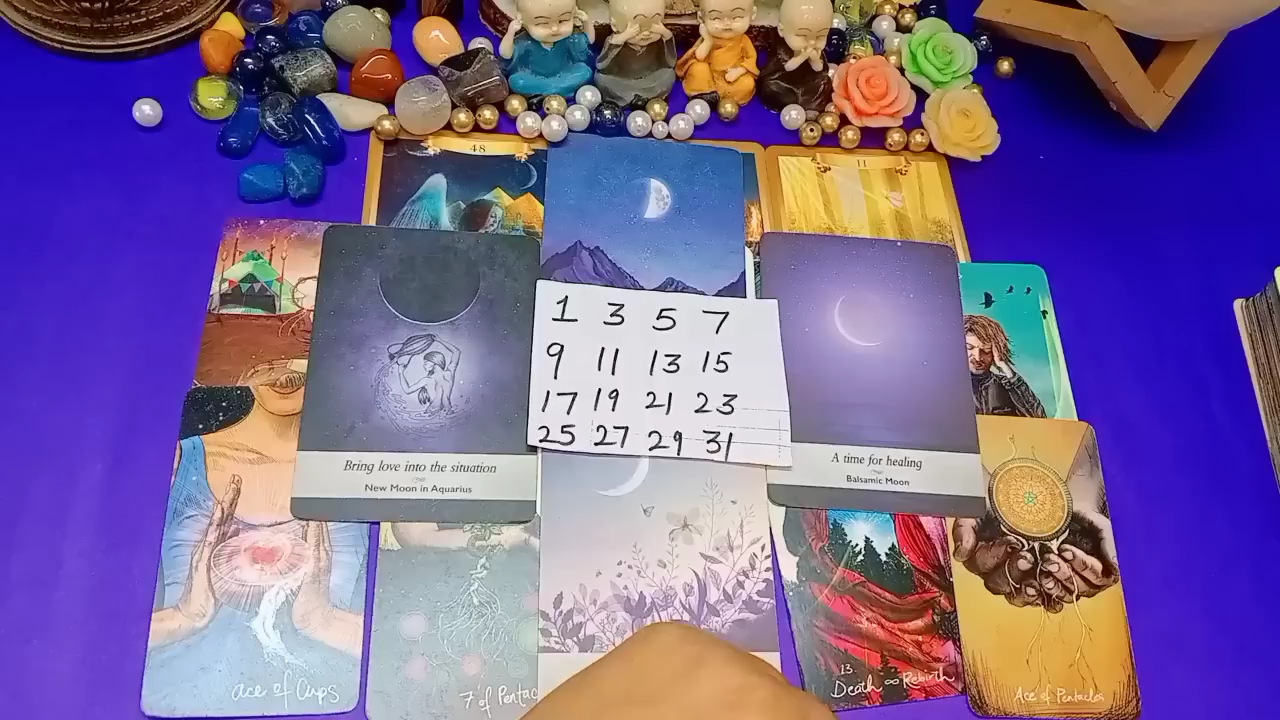 48
11
1 3 5 7
9 11 13 15
17 19 21 23
25 27 29 31
Bring love into the situation
New Moon in Aquarius
A time for healing
Balsamic Moon
ace of Cups
7 of Pentac
13.
Death ∞ Rebirth
Ace of Pentacles